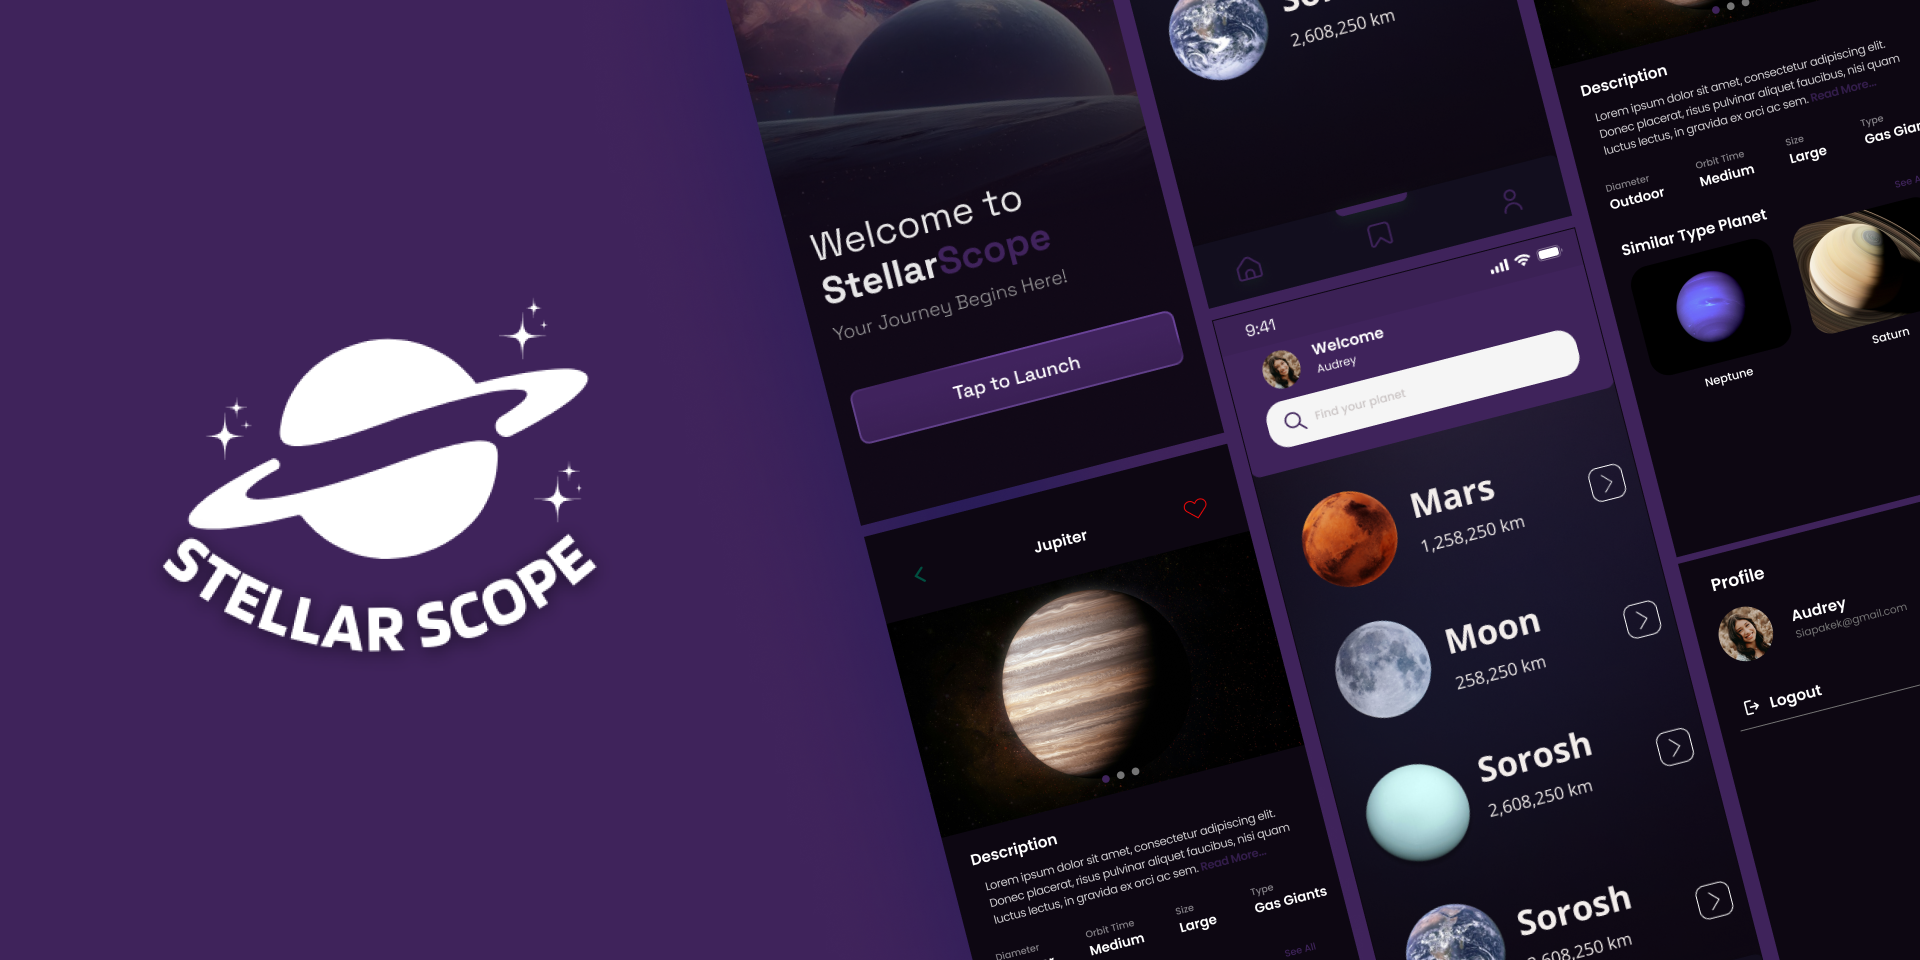 STELLAR SCOPE
Welcome to
StellarScope
Your Journey Begins Here!
Tap to Launch
Jupiter
Description
Lorem ipsum dolor sit amet, consectetur adipiscing elit.
Donec placerat, risus pulvinar aliquet faucibus, nisi quam
luctus lectus, in gravida ex orci ac sem. Read More...
Diameter
Orbit Time
Medium
Size
Large
Type
Gas Giants
See All
2,608,250 km
9:41
Welcome
Audrey
Find your planet
Mars
1,258,250 km
Moon
258,250 km
Sorosh
2,608,250 km
Sorosh
2,608,250 km
Description
Lorem ipsum dolor sit amet, consectetur adipiscing elit.
Donec placerat, risus pulvinar aliquet faucibus, nisi quam
luctus lectus, in gravida ex orci ac sem. Read More...
Diameter
Outdoor
Orbit Time
Medium
Size
Large
Type
Gas Gian
See A
Similar Type Planet
Neptune
Saturn
Profile
Audrey
Siapakek@gmail.com
Logout